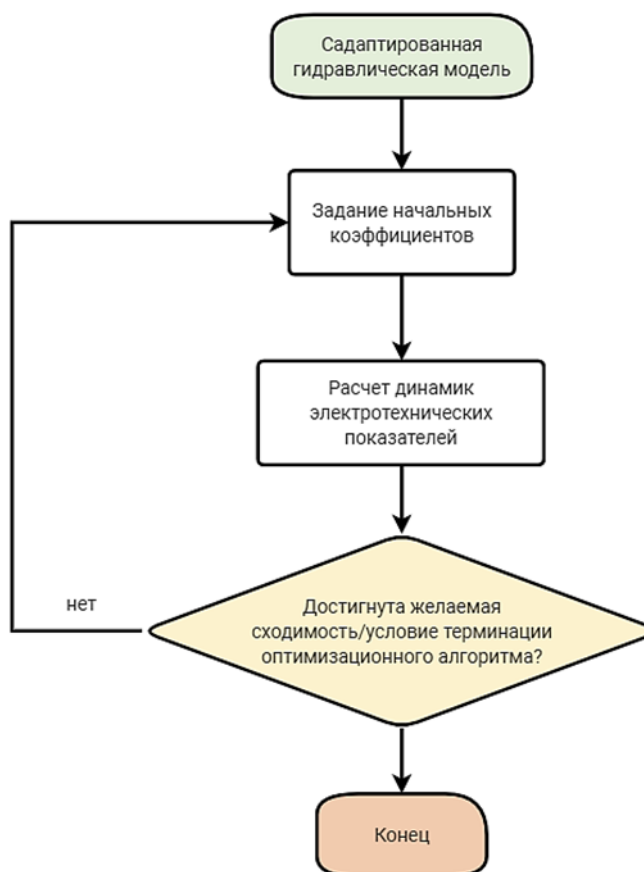 Садаптированная
гидравлическая модель
Задание начальных
коэффициентов
Расчет динамик
электротехнических
показателей
нет
Достигнута желаемая
сходимость/условие терминации
оптимизационного алгоритма?
Конец